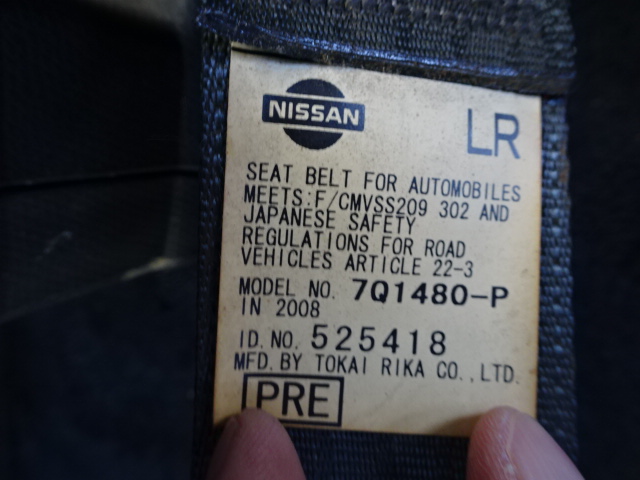 NISSAN
LR
SEAT BELT FOR AUTOMOBILES
MEETS:F/CMVSS209 302 AND
JAPANESE SAFETY
REGULATIONS FOR ROAD
VEHICLES ARTICLE 22-3
MODEL NO. 7Q1480-P
IN 2008
ID.NO. 525418
MFD.BY TOKAI RIKA CO.,LTD.
PRE